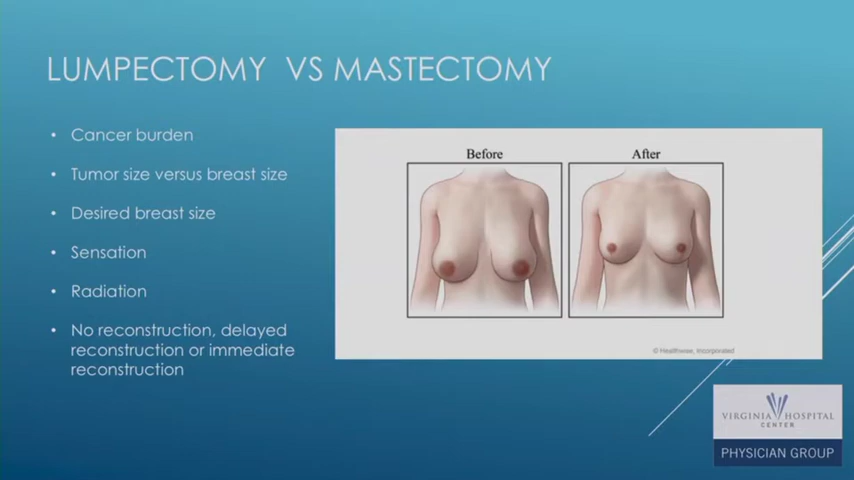 LUMPECTOMY VS MASTECTOMY
• Cancer burden
• Tumor size versus breast size
• Desired breast size
• Sensation
• Radiation
• No reconstruction, delayed
reconstruction or immediate
reconstruction
Before
After
© Healthwise, Incorporated
VIRGINIA HOSPITAL
CENTER
PHYSICIAN GROUP